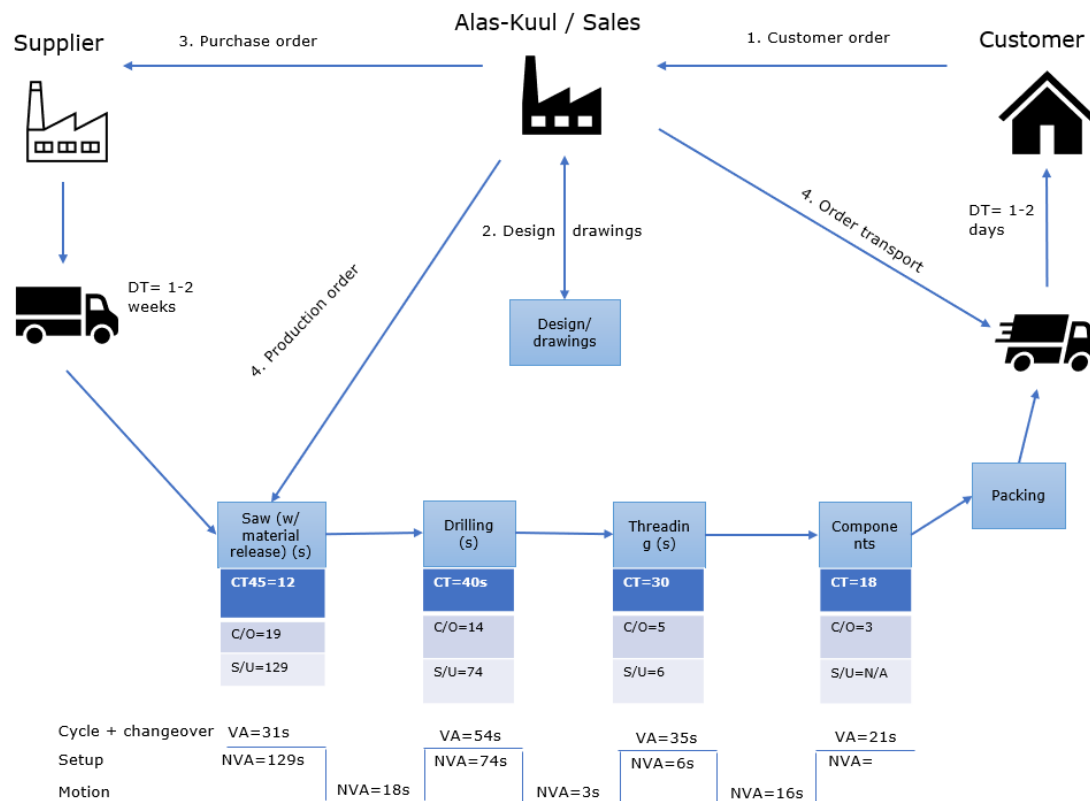 Alas-Kuul / Sales
Supplier
Customer
3. Purchase order
1. Customer order
DT= 1-2
weeks
2. Design drawings
4. Order transport
DT= 1-2
days
4. Production order
Design/
drawings
Packing
Saw (w/
material
release) (s)
Drilling
(s)
Threadin
g (s)
Compone
nts
CT45=12
CT=40s
CT=30
CT=18
C/O=19
C/O=14
C/O=5
C/O=3
S/U=129
S/U=74
S/U=6
S/U=N/A
Cycle + changeover
VA=31s
VA=54s
VA=35s
VA=21s
Setup
NVA=129s
NVA=74s
NVA=6s
NVA=
Motion
NVA=18s
NVA=3s
NVA=16s